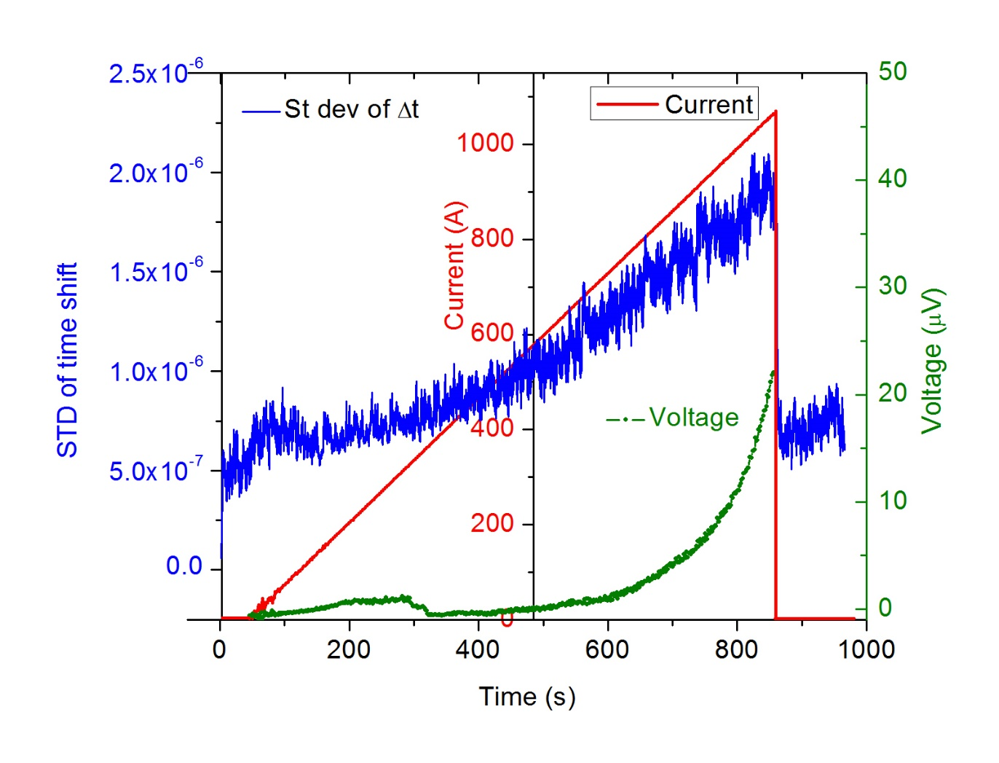 2.5x10-6
2.0x10-6
1.5x10-6
1.0x10-6
5.0x10-7
0.0
STD of time shift
St dev of Δt
Current
1000
800
600
400
200
0
Current (A)
Voltage
50
40
30
20
10
0
Voltage (μV)
0 200 400 600 800 1000
Time (s)